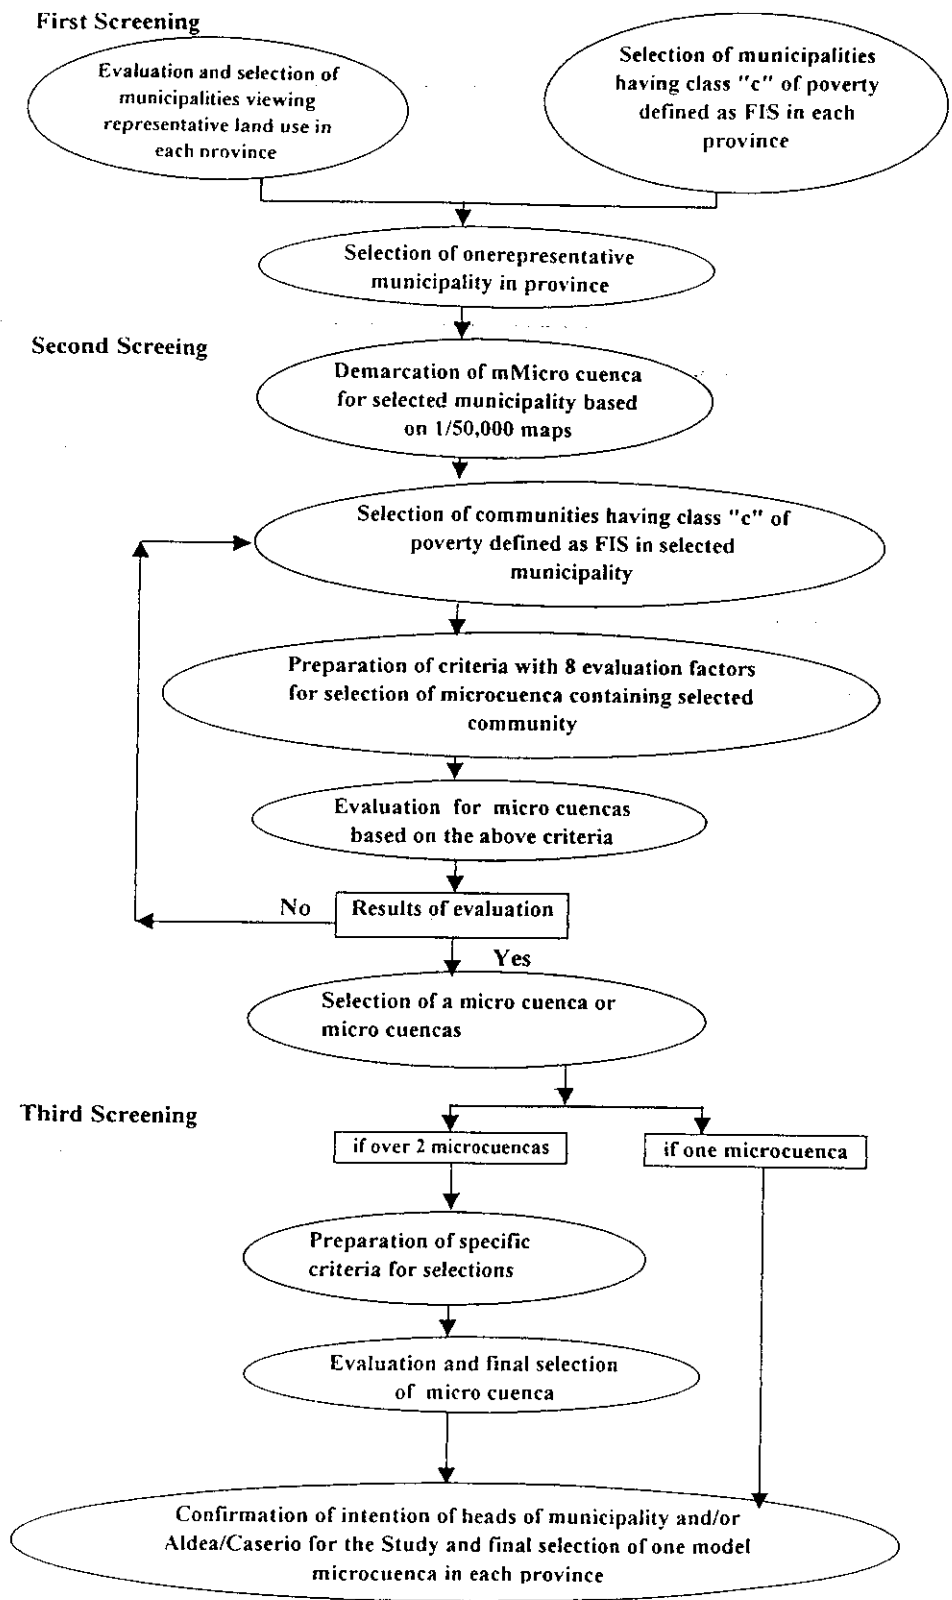 First Screening
Evaluation and selection of
municipalities viewing
representative land use in
each province
Selection of municipalities
having class "c" of poverty
defined as FIS in each
province
Selection of onerepresentative
municipality in province
Second Screeing
Demarcation of mMicro cuenca
for selected municipality based
on 1/50,000 maps
Selection of communities having class "c" of
poverty defined as FIS in selected
municipality
Preparation of criteria with 8 evaluation factors
for selection of microcuenca containing selected
community
Evaluation for micro cuencas
based on the above criteria
No
Results of evaluation
Yes
Selection of a micro cuenca or
micro cuencas
Third Screening
if over 2 microcuencas
if one microcuenca
Preparation of specific
criteria for selections
Evaluation and final selection
of micro cuenca
Confirmation of intention of heads of municipality and/or
Aldea/Caserio for the Study and final selection of one model
microcuenca in each province